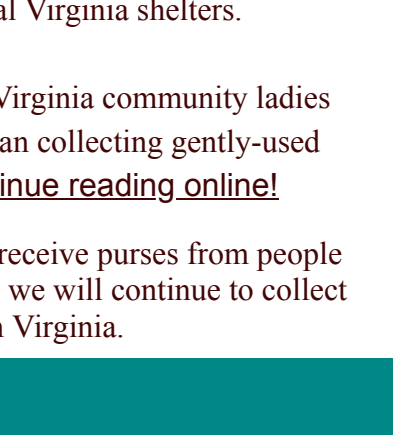 al Virginia shelters.
Virginia community ladies
an collecting gently-used
inue reading online!
receive purses from people
we will continue to collect
Virginia.